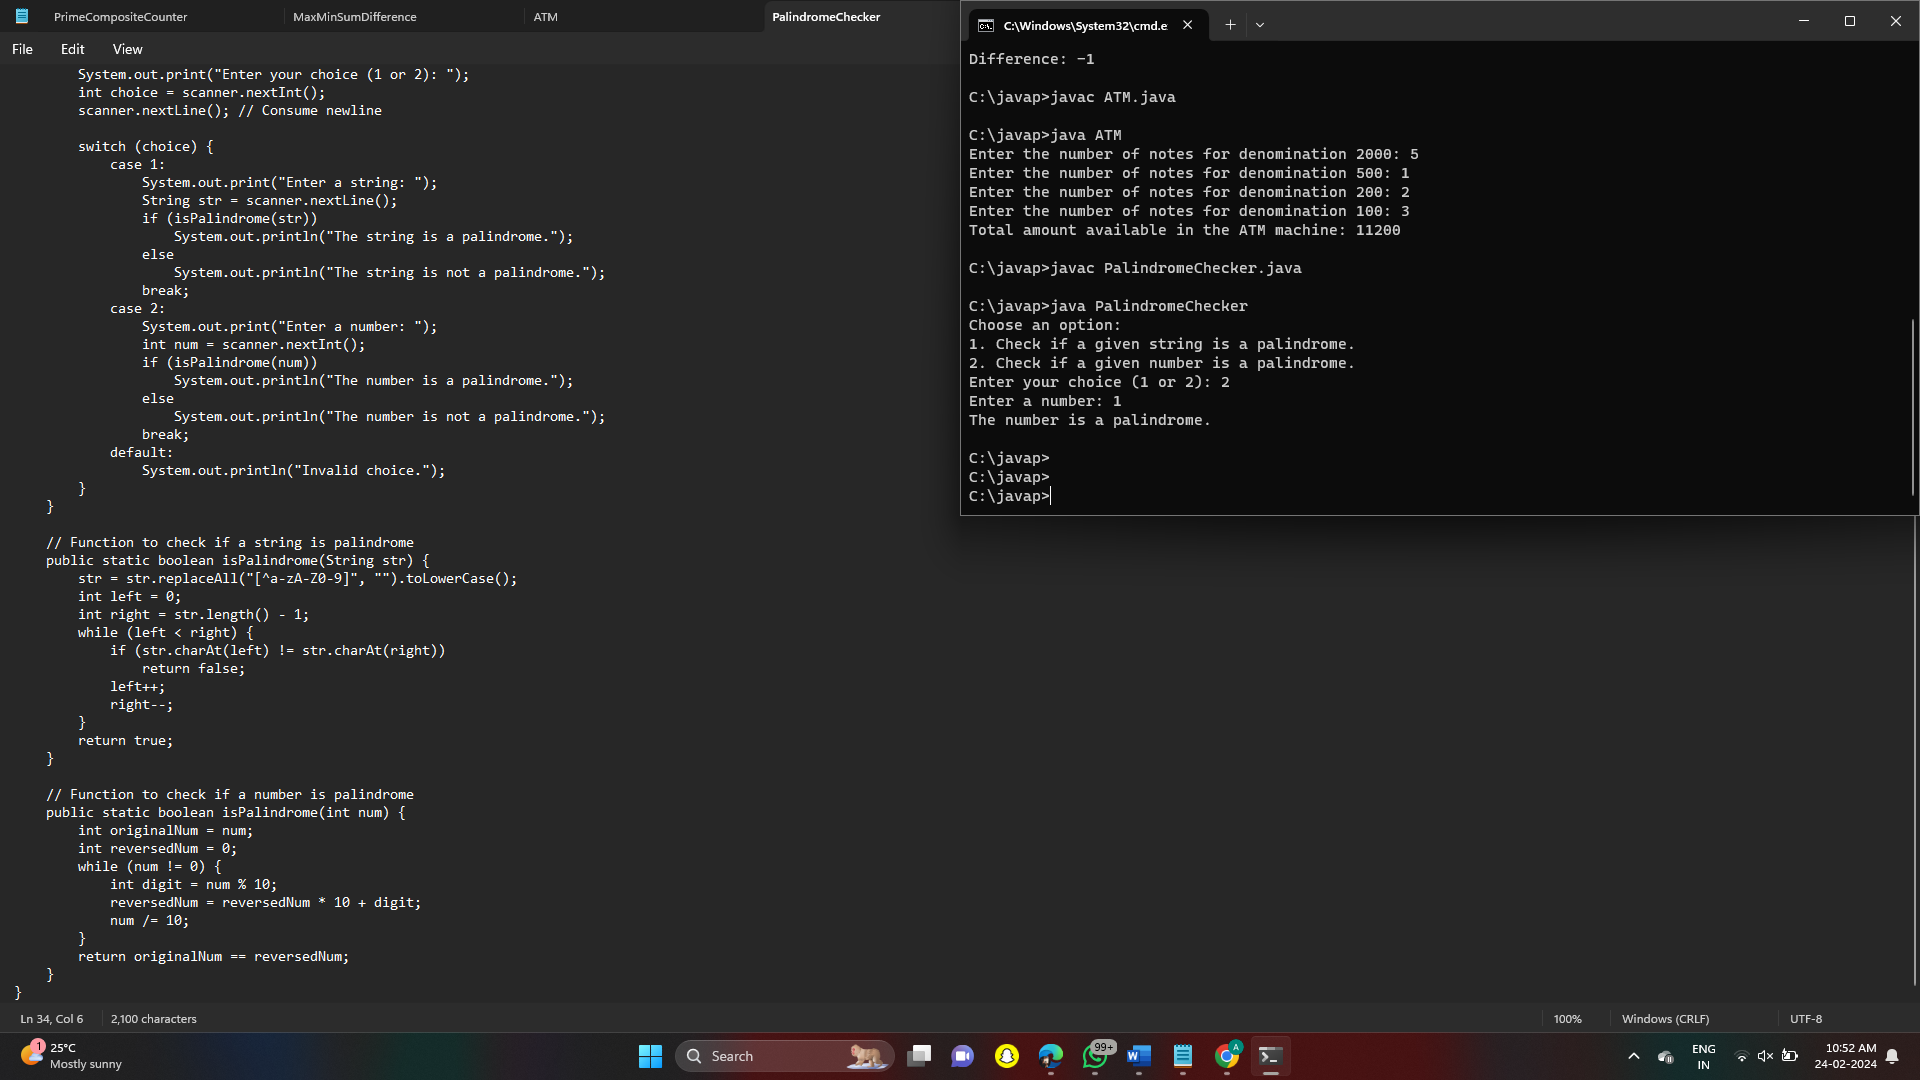 PrimeCompositeCounter
MaxMinSumDifference
ATM
PalindromeChecker
File
Edit
View
        System.out.print("Enter your choice (1 or 2): ");
        int choice = scanner.nextInt();
        scanner.nextLine(); // Consume newline

        switch (choice) {
            case 1:
                System.out.print("Enter a string: ");
                String str = scanner.nextLine();
                if (isPalindrome(str))
                    System.out.println("The string is a palindrome.");
                else
                    System.out.println("The string is not a palindrome.");
                break;
            case 2:
                System.out.print("Enter a number: ");
                int num = scanner.nextInt();
                if (isPalindrome(num))
                    System.out.println("The number is a palindrome.");
                else
                    System.out.println("The number is not a palindrome.");
                break;
            default:
                System.out.println("Invalid choice.");
        }
    }

    // Function to check if a string is palindrome
    public static boolean isPalindrome(String str) {
        str = str.replaceAll("[^a-zA-Z0-9]", "").toLowerCase();
        int left = 0;
        int right = str.length() - 1;
        while (left < right) {
            if (str.charAt(left) != str.charAt(right))
                return false;
            left++;
            right--;
        }
        return true;
    }

    // Function to check if a number is palindrome
    public static boolean isPalindrome(int num) {
        int originalNum = num;
        int reversedNum = 0;
        while (num != 0) {
            int digit = num % 10;
            reversedNum = reversedNum * 10 + digit;
            num /= 10;
        }
        return originalNum == reversedNum;
    }
}
Ln 34, Col 6
2,100 characters
100%
Windows (CRLF)
UTF-8
C:\Windows\System32\cmd.e
Difference: -1

C:\javap>javac ATM.java

C:\javap>java ATM
Enter the number of notes for denomination 2000: 5
Enter the number of notes for denomination 500: 1
Enter the number of notes for denomination 200: 2
Enter the number of notes for denomination 100: 3
Total amount available in the ATM machine: 11200

C:\javap>javac PalindromeChecker.java

C:\javap>java PalindromeChecker
Choose an option:
1. Check if a given string is a palindrome.
2. Check if a given number is a palindrome.
Enter your choice (1 or 2): 2
Enter a number: 1
The number is a palindrome.

C:\javap>
C:\javap>
C:\javap>
1
25°C
Mostly sunny
Search
99+
W
A
ENG
IN
10:52 AM
24-02-2024